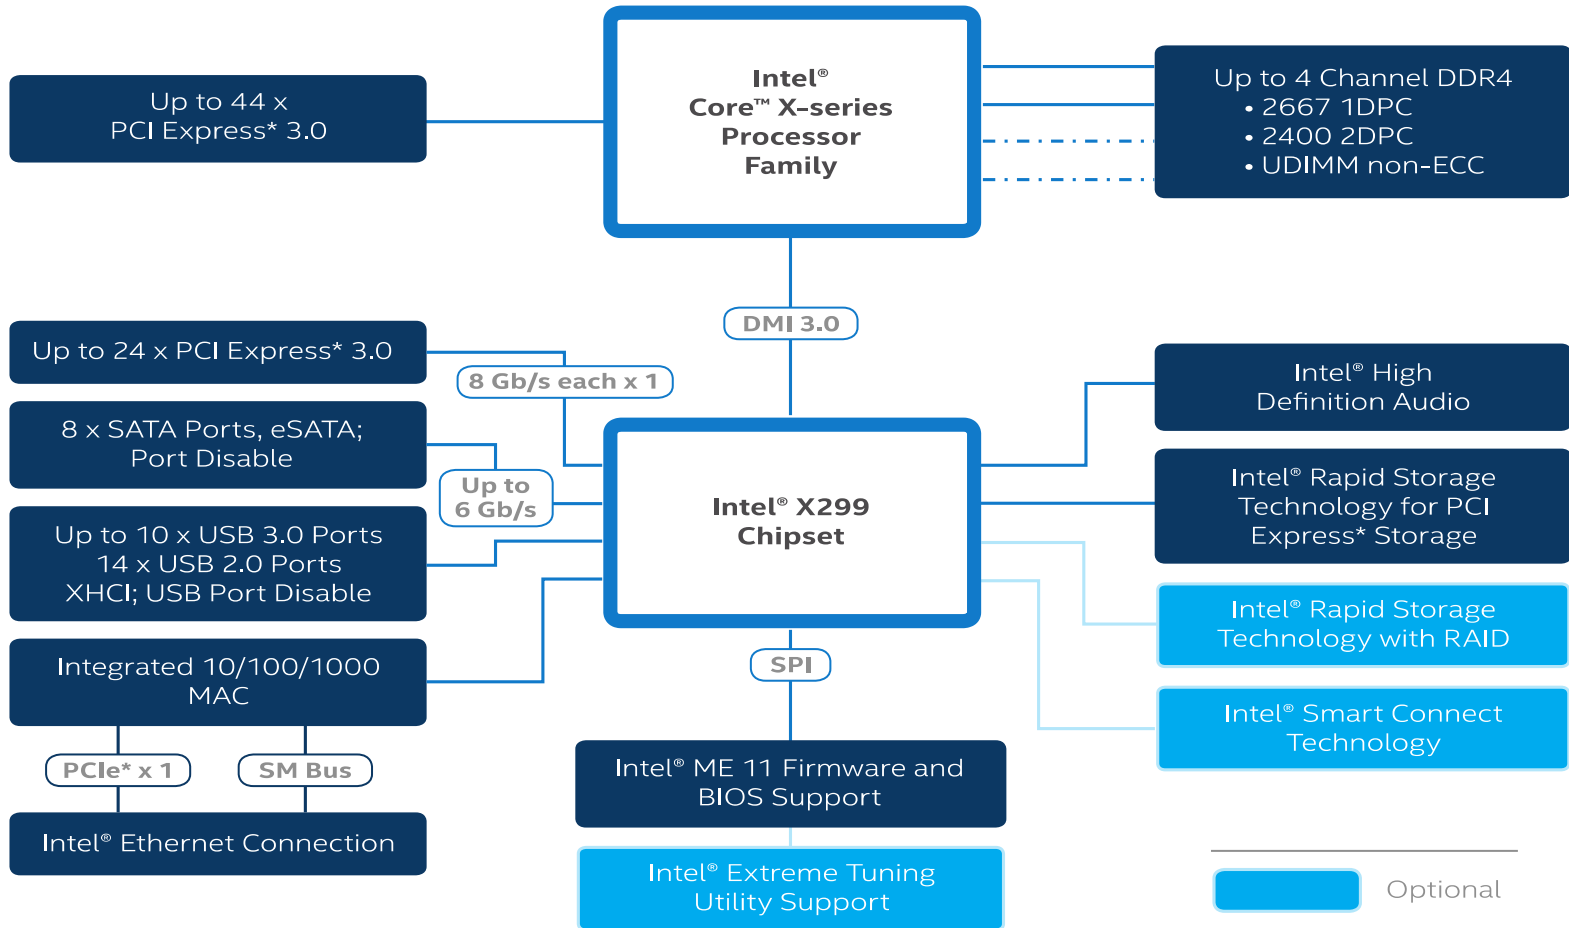 Intel®
Core™ X-series
Processor
Family
Up to 44 x
PCI Express* 3.0
Up to 4 Channel DDR4
• 2667 1DPC
• 2400 2DPC
• UDIMM non-ECC
DMI 3.0
Up to 24 x PCI Express* 3.0
8 Gb/s each x 1
8 x SATA Ports, eSATA;
Port Disable
Up to
6 Gb/s
Up to 10 x USB 3.0 Ports
14 x USB 2.0 Ports
XHCI; USB Port Disable
Integrated 10/100/1000
MAC
PCIe* x 1
SM Bus
Intel® Ethernet Connection
Intel® X299
Chipset
SPI
Intel® ME 11 Firmware and
BIOS Support
Intel® Extreme Tuning
Utility Support
Intel® High
Definition Audio
Intel® Rapid Storage
Technology for PCI
Express* Storage
Intel® Rapid Storage
Technology with RAID
Intel® Smart Connect
Technology
Optional